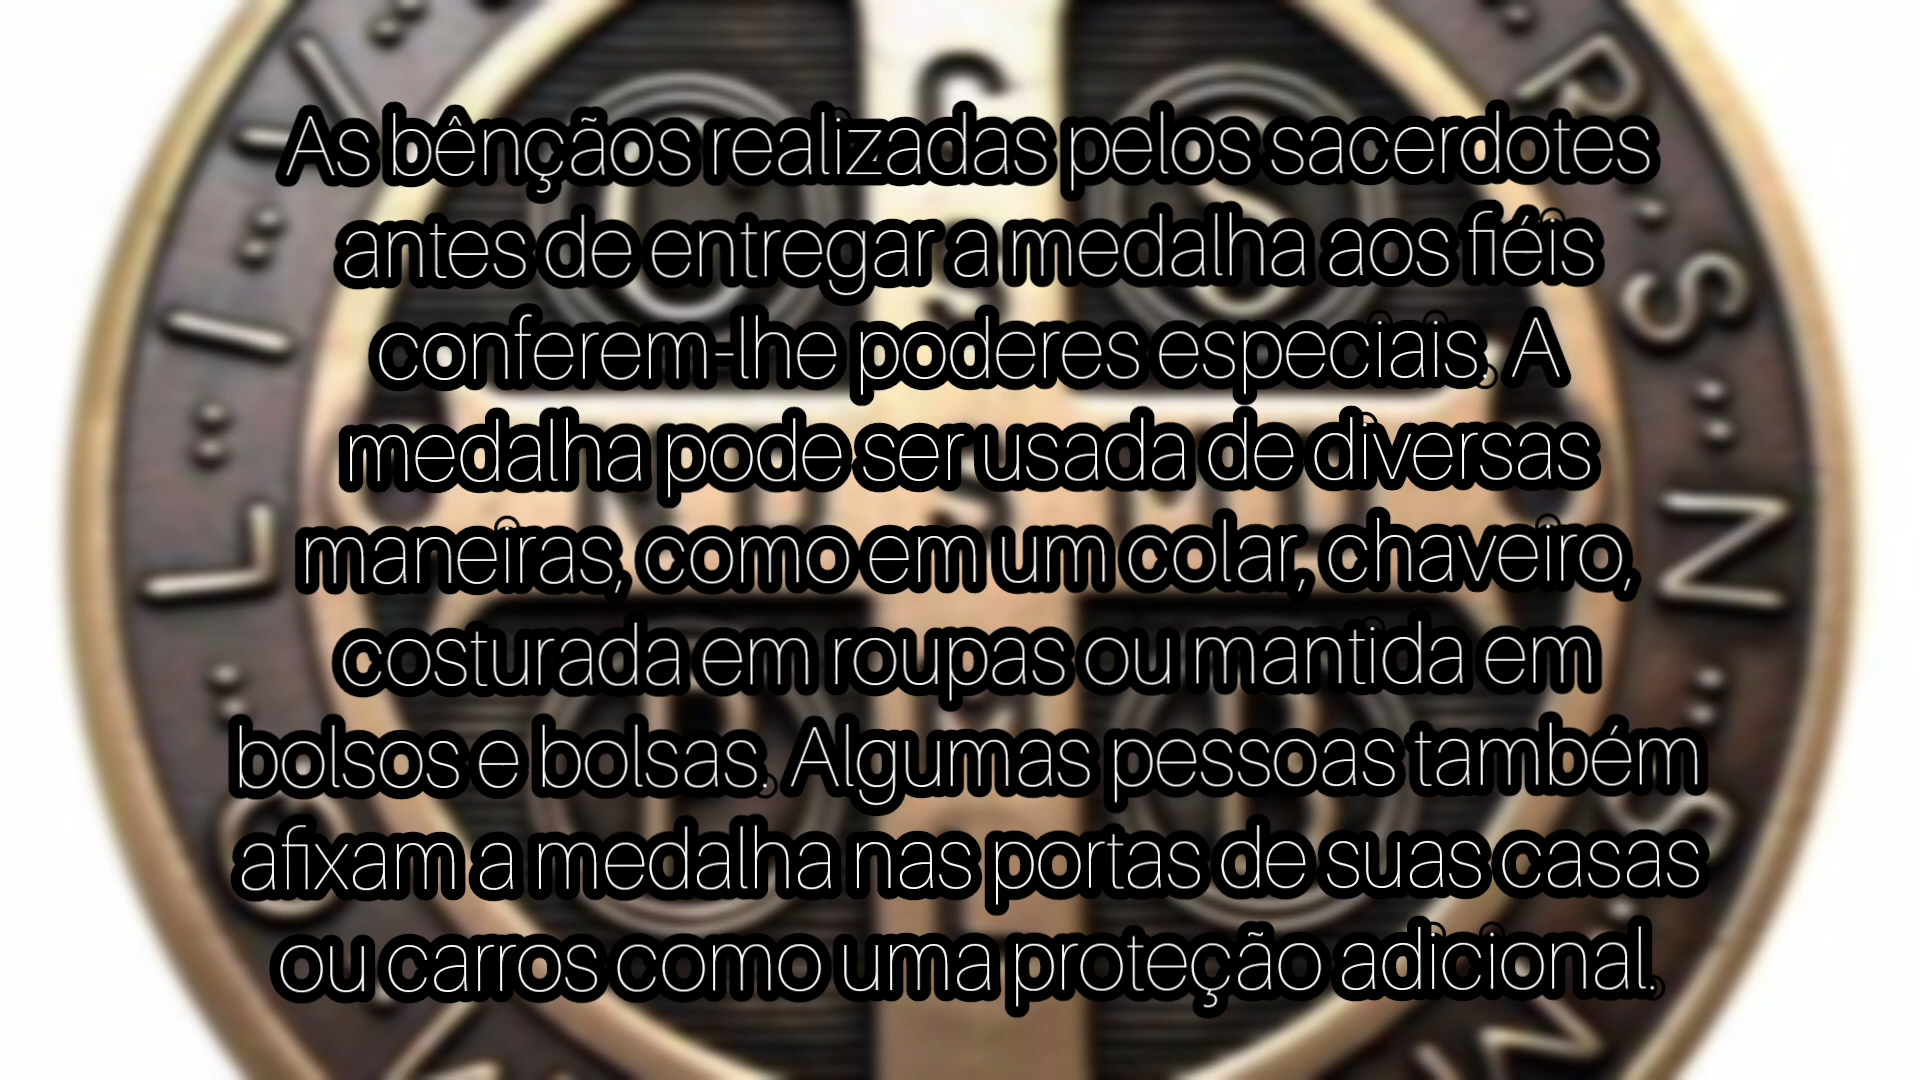 As bênçãos realizadas pelos sacerdotes
antes de entregar a medalha aos fiéis
conferem-lhe poderes especiais. A
medalha pode ser usada de diversas
maneiras, como em um colar, chaveiro,
costurada em roupas ou mantida em
bolsos e bolsas. Algumas pessoas também
afixam a medalha nas portas de suas casas
ou carros como uma proteção adicional.